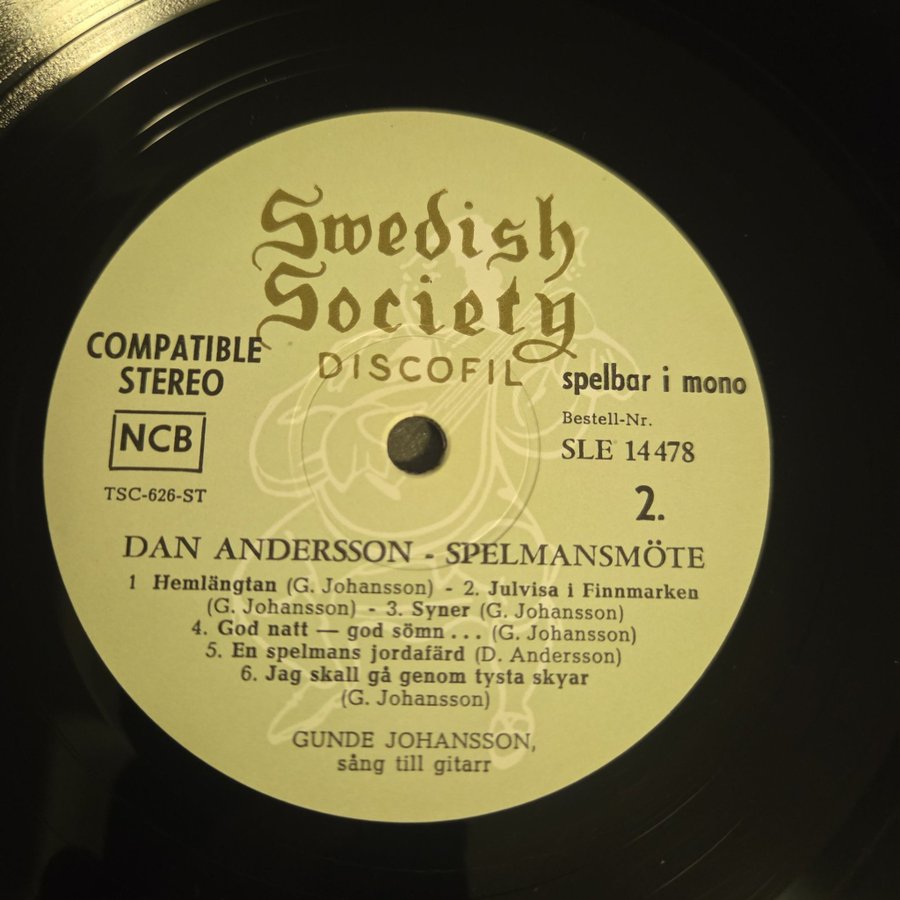 Swedish
Society
DISCOFIL
COMPATIBLE
STEREO
NCB
TSC-626-ST
spelbar i mono
Bestell-Nr.
SLE 14 478
2.
DAN ANDERSSON - SPELMANSMÖTE
1 Hemlängtan (G. Johansson) - 2. Julvisa i Finnmarken
(G. Johansson) - 3. Syner (G. Johansson)
4. God natt — god sömn ... (G. Johansson)
5. En spelmans jordafärd (D. Andersson)
6. Jag skall gå genom tysta skyar
(G. Johansson)
GUNDE JOHANSSON,
sång till gitarr